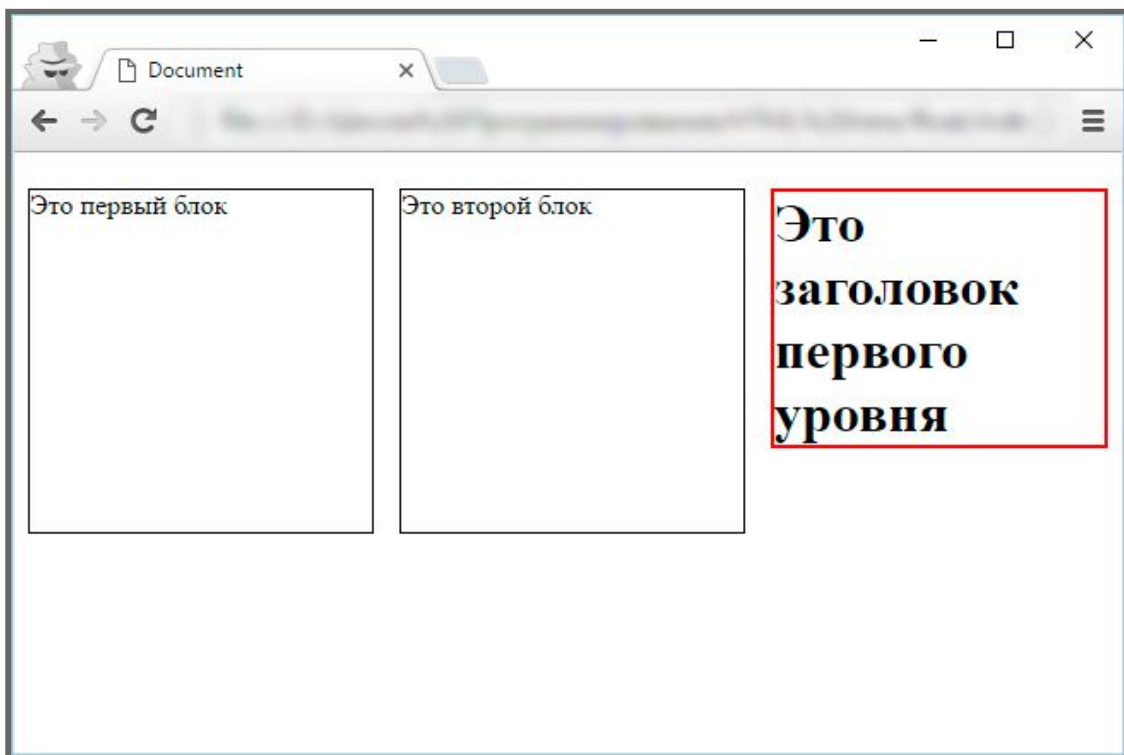 Document
Это первый блок
Это второй блок
Это
заголовок
первого
уровня